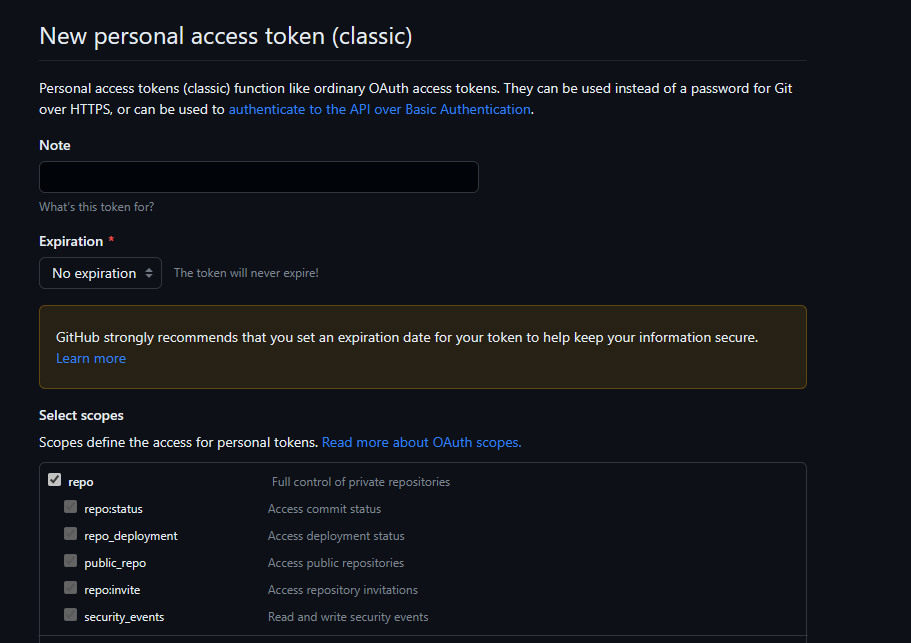 New personal access token (classic)
Personal access tokens (classic) function like ordinary OAuth access tokens. They can be used instead of a password for Git
over HTTPS, or can be used to authenticate to the API over Basic Authentication.
Note
What's this token for?
Expiration *
No expiration The token will never expire!
GitHub strongly recommends that you set an expiration date for your token to help keep your information secure.
Learn more
Select scopes
Scopes define the access for personal tokens. Read more about OAuth scopes.
repo Full control of private repositories
repo:status Access commit status
repo_deployment Access deployment status
public_repo Access public repositories
repo:invite Access repository invitations
security_events Read and write security events